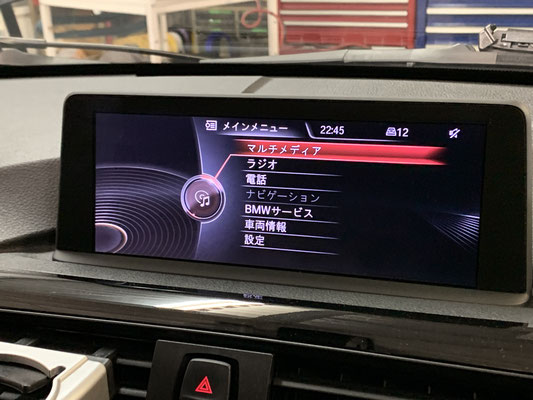 メインメニュー 22:45 12
マルチメディア
ラジオ
電話
ナビゲーション
BMWサービス
車両情報
設定